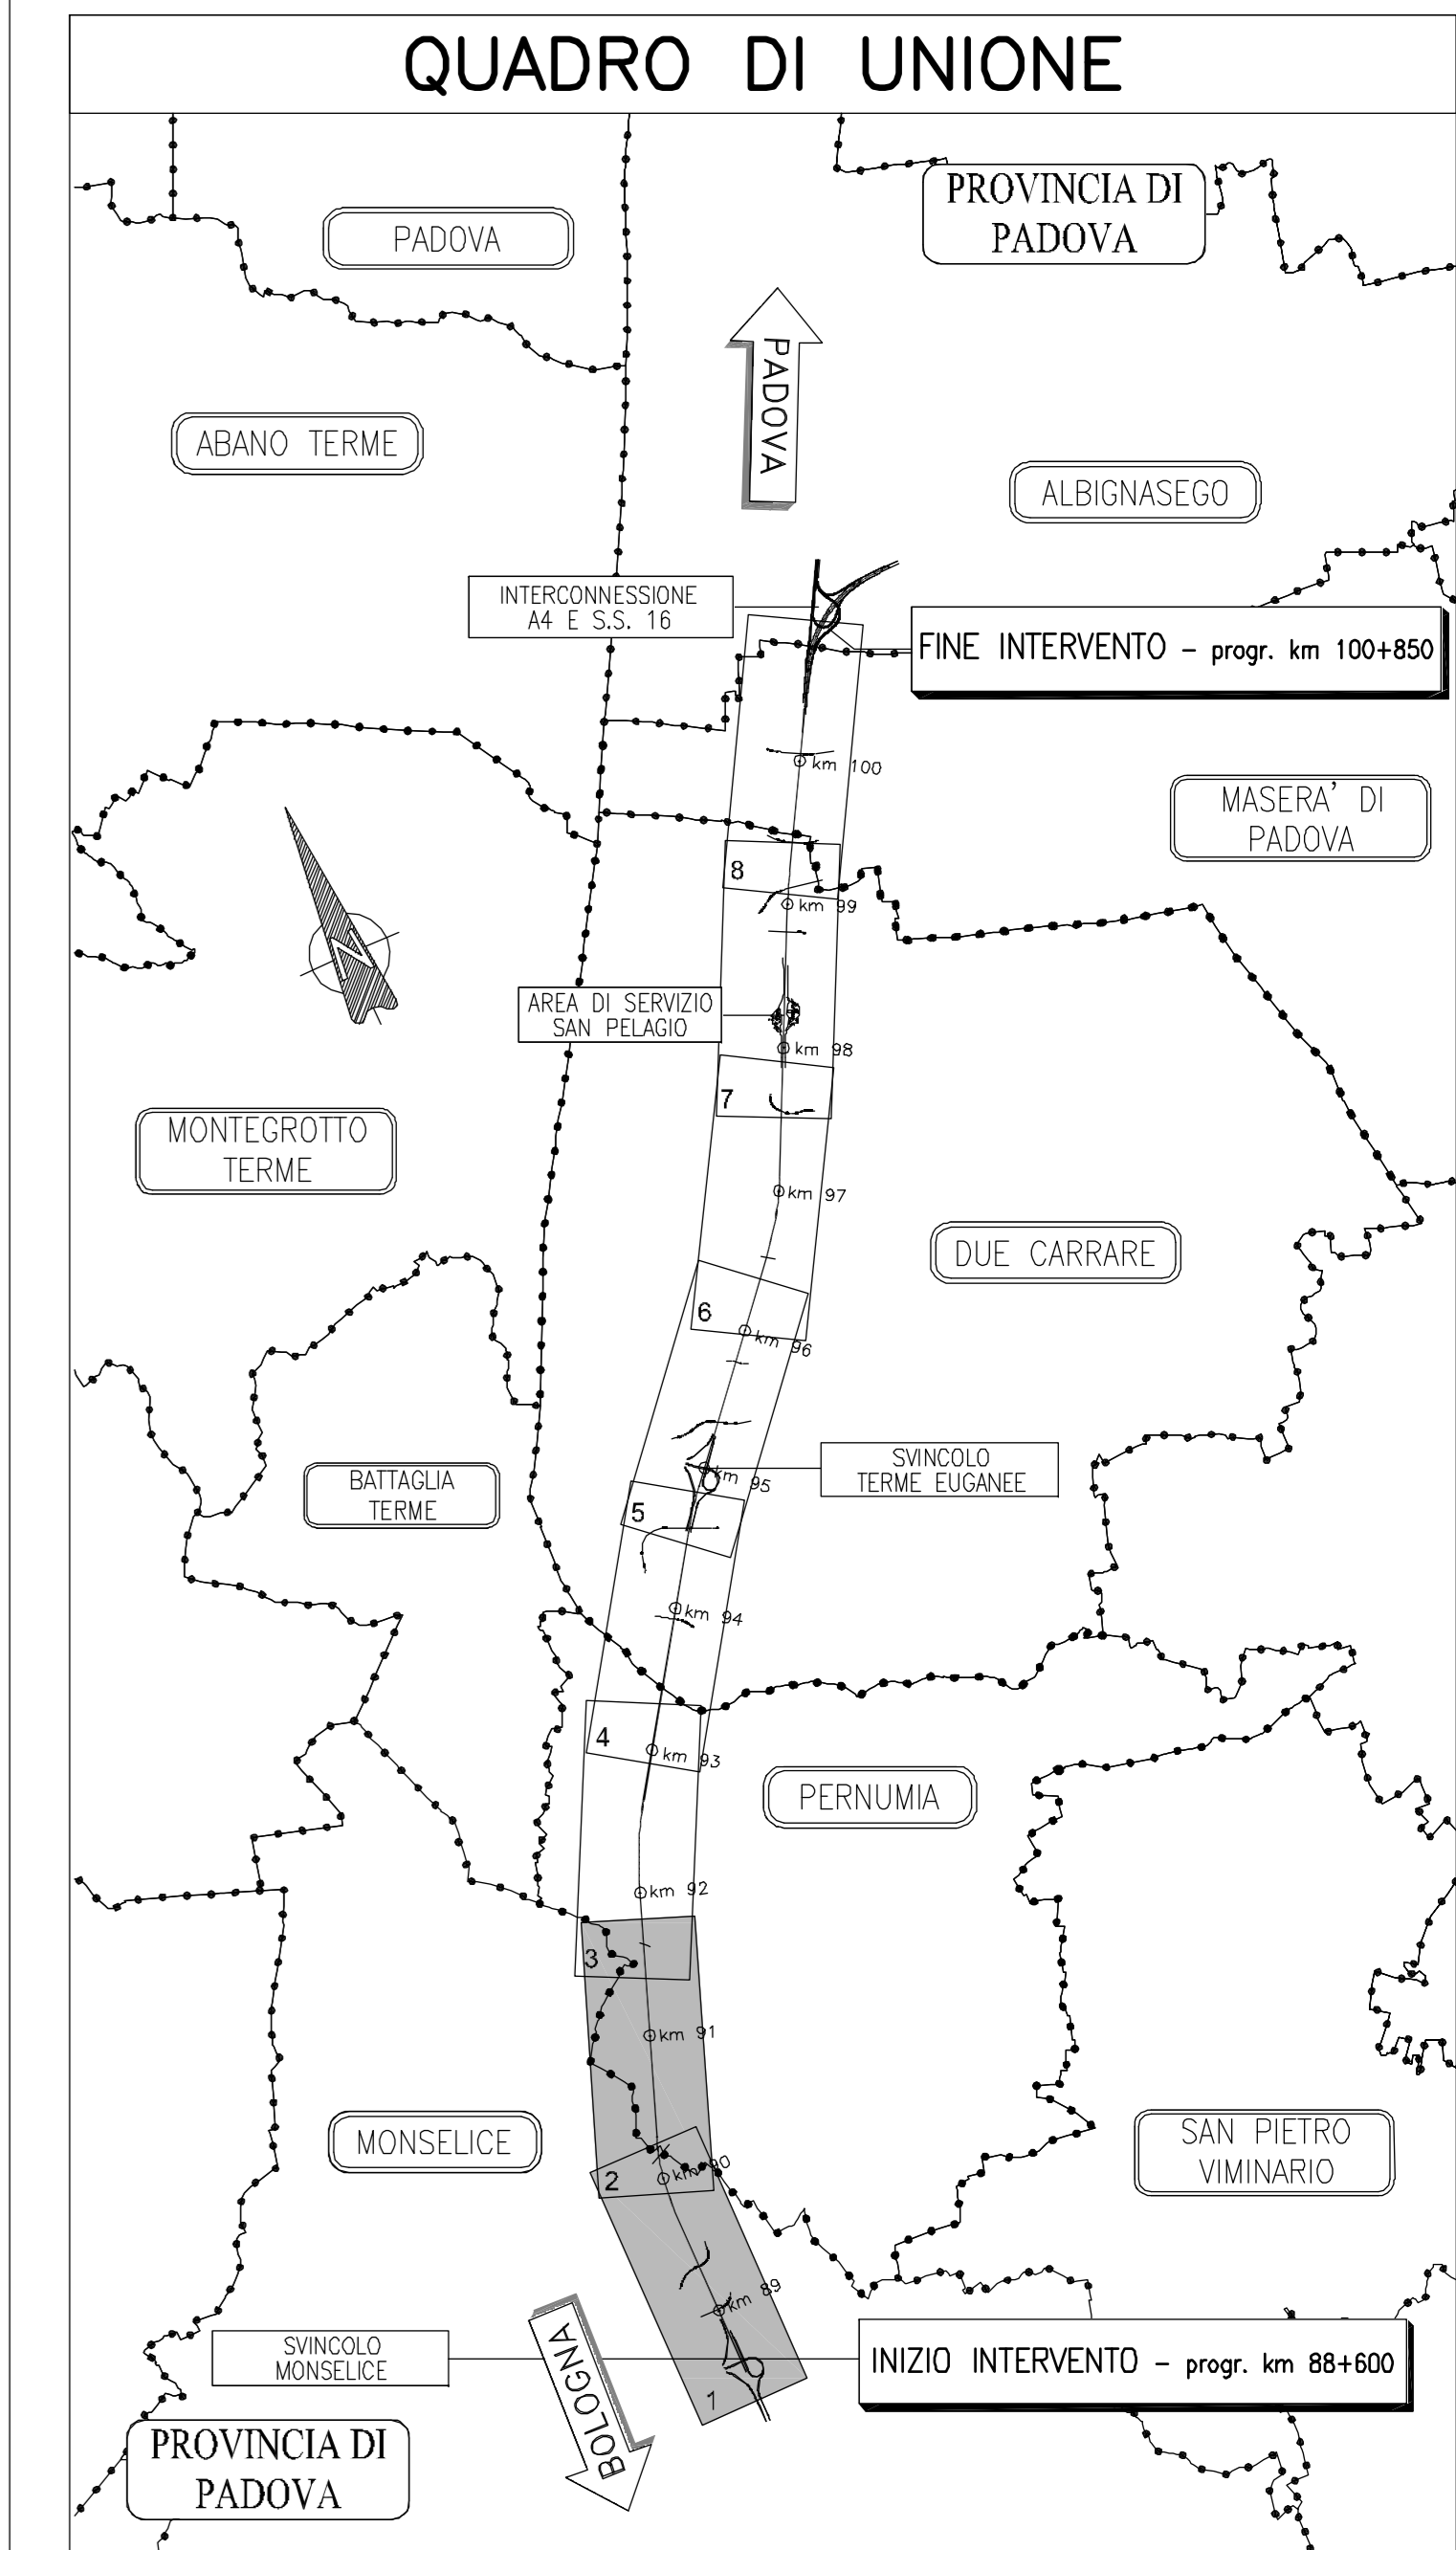 QUADRO DI UNIONE
PROVINCIA DI
PADOVA
PADOVA
PADOVA
ABANO TERME
ALBIGNASEGO
INTERCONNESSIONE
A4 E S.S. 16
FINE INTERVENTO – progr. km 100+850
km 100
MASERA' DI
PADOVA
8
km 99
N
AREA DI SERVIZIO
SAN PELAGIO
km 98
7
MONTEGROTTO
TERME
km 97
DUE CARRARE
6
km 96
SVINCOLO
TERME EUGANEE
km 95
BATTAGLIA
TERME
5
km 94
4
km 93
PERNUMIA
km 92
3
km 91
MONSELICE
SAN PIETRO
VIMINARIO
2
km 90
km 89
SVINCOLO
MONSELICE
BOLOGNA
INIZIO INTERVENTO – progr. km 88+600
1
PROVINCIA DI
PADOVA